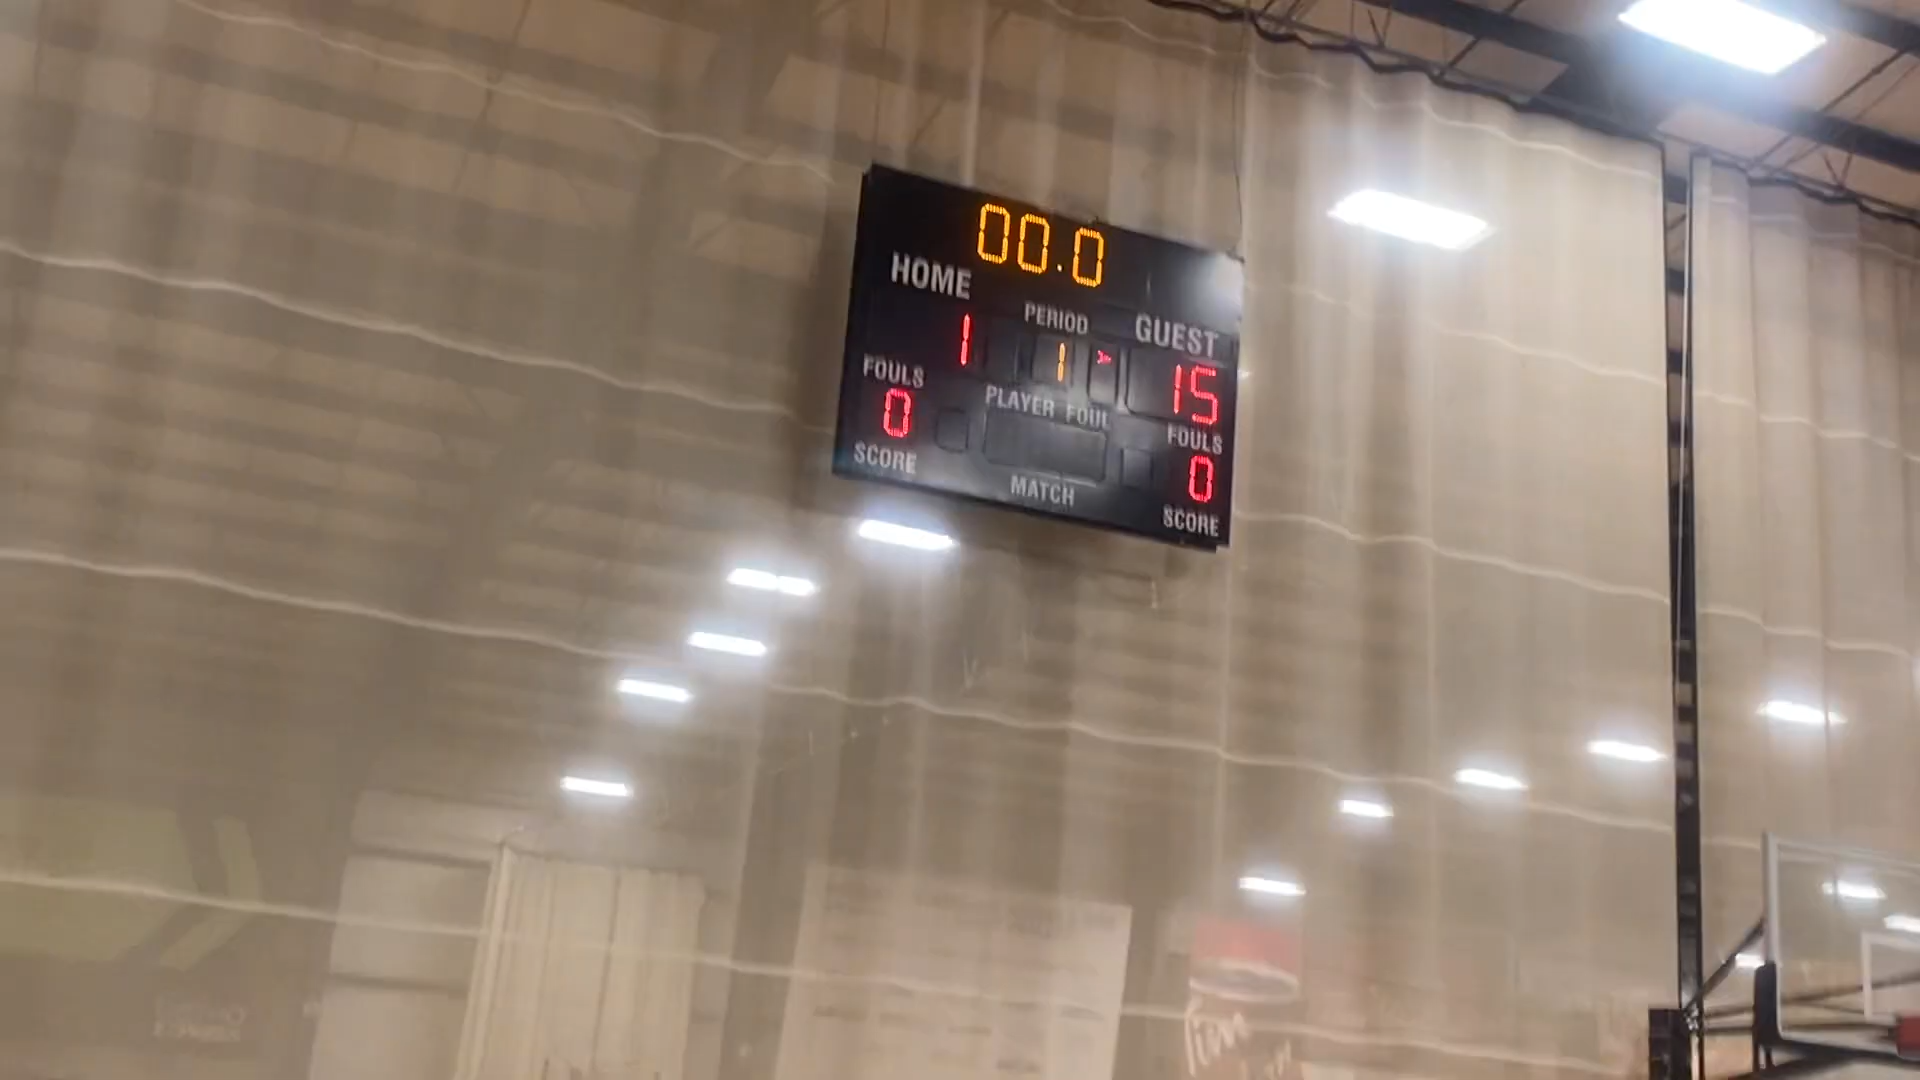 00.0
HOME
PERIOD
GUEST
1
1
15
FOULS
PLAYER FOUL
FOULS
0
0
SCORE
MATCH
SCORE